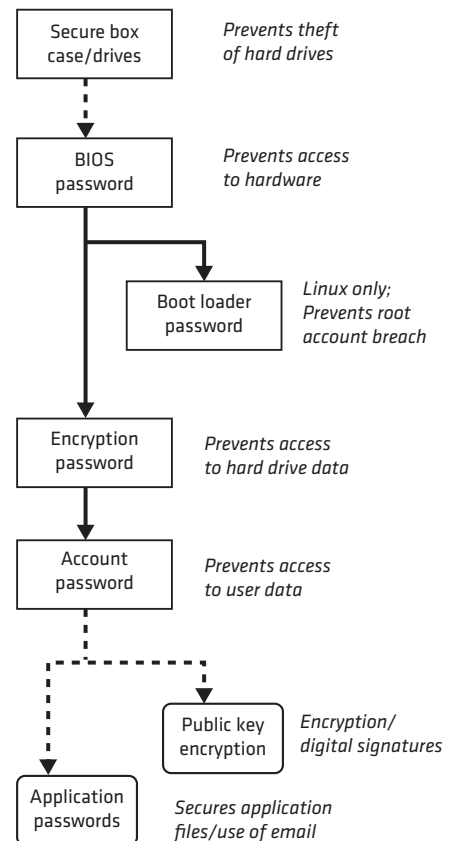 Secure box
case/drives
Prevents theft
of hard drives
BIOS
password
Prevents access
to hardware
Boot loader
password
Linux only;
Prevents root
account breach
Encryption
password
Prevents access
to hard drive data
Account
password
Prevents access
to user data
Public key
encryption
Encryption/
digital signatures
Application
passwords
Secures application
files/use of email